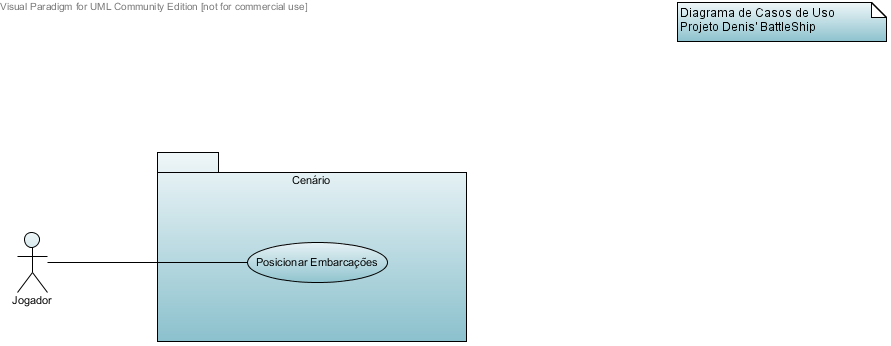 Visual Paradigm for UML Community Edition [not for commercial use]
Diagrama de Casos de Uso
Projeto Denis' BattleShip
Cenário
Posicionar Embarcações
Jogador